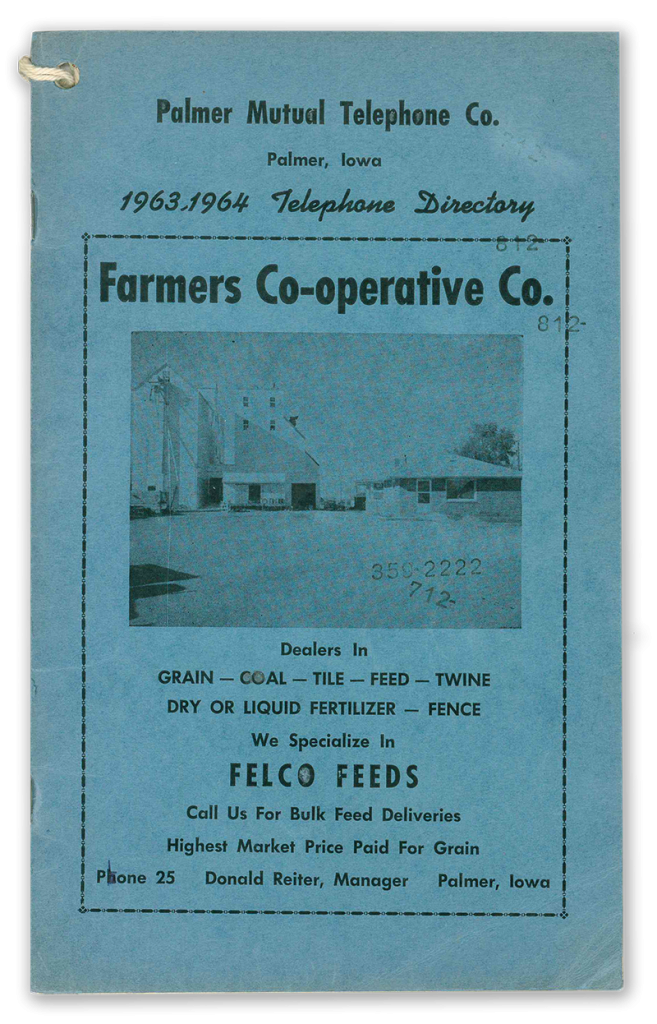 Palmer Mutual Telephone Co.
Palmer, Iowa
1963-1964 Telephone Directory
812
Farmers Co-operative Co.
812-
359-2222
712-
Dealers In
GRAIN — COAL — TILE — FEED — TWINE
DRY OR LIQUID FERTILIZER — FENCE
We Specialize In
FELCO FEEDS
Call Us For Bulk Feed Deliveries
Highest Market Price Paid For Grain
Phone 25 Donald Reiter, Manager Palmer, Iowa